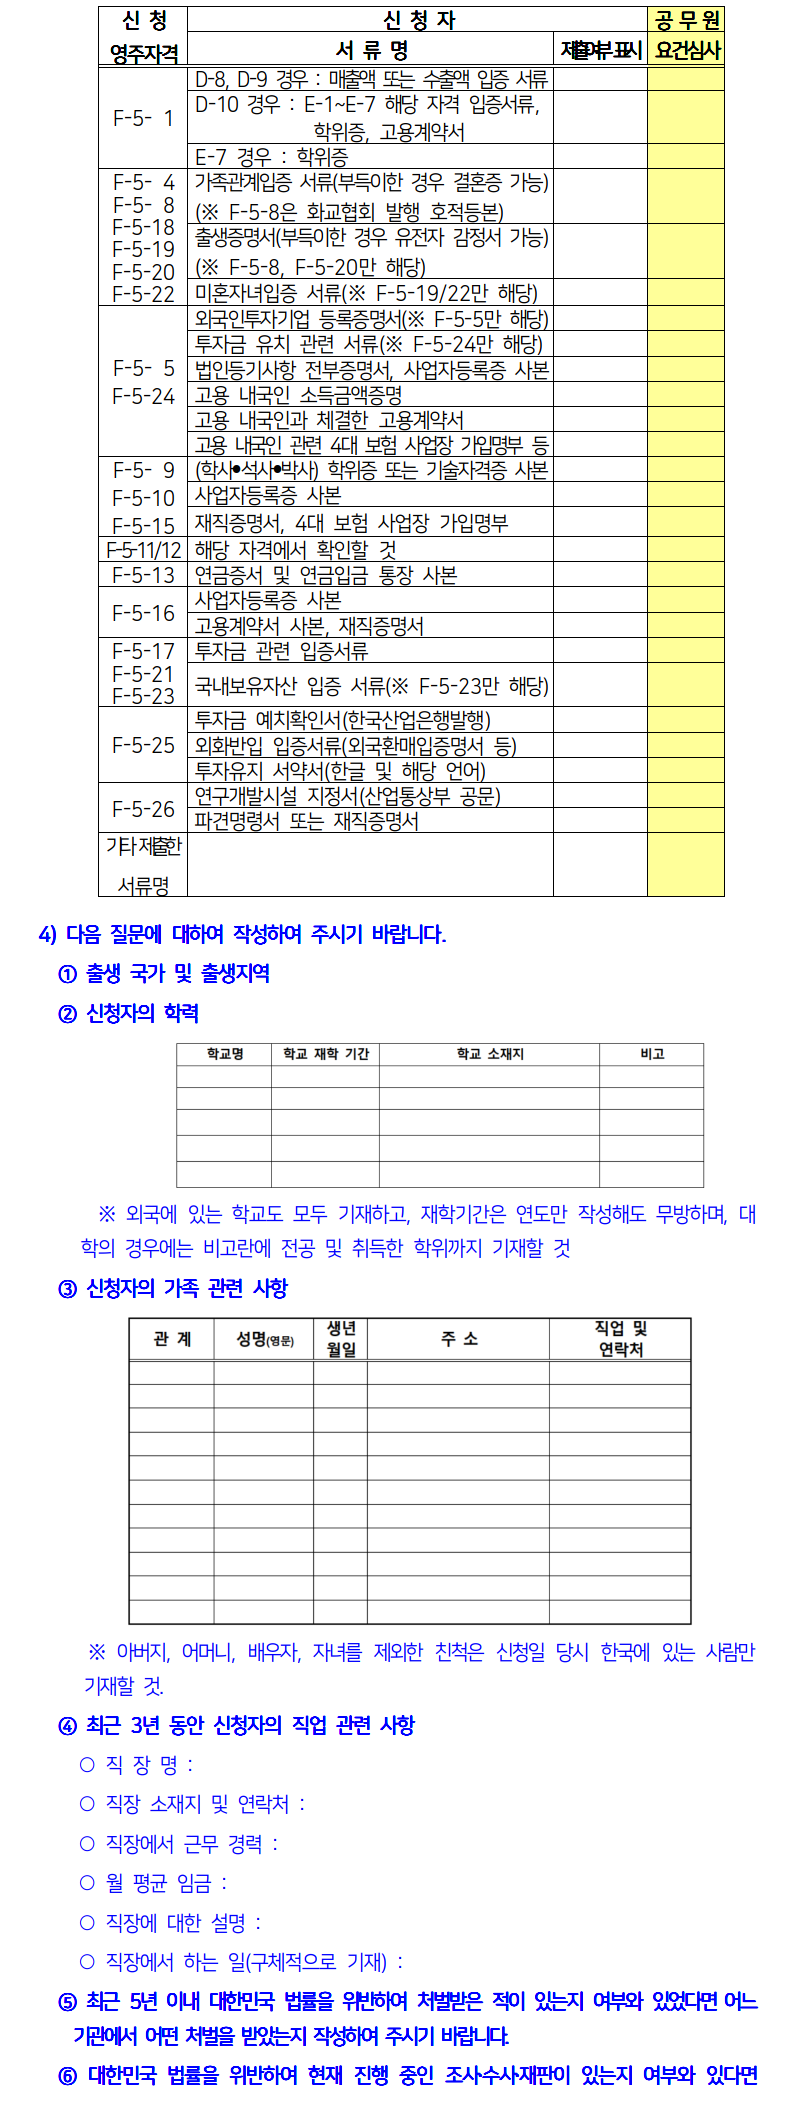 신 청 신 청 자 공 무 원
영주자격 서 류 명 제출여부 표시 요건심사
F-5- 1
D-8, D-9 경우 : 매출액 또는 수출액 입증 서류
D-10 경우 : E-1~E-7 해당 자격 입증서류,
학위증, 고용계약서
E-7 경우 : 학위증
F-5- 4
F-5- 8
F-5-18
F-5-19
F-5-20
F-5-22
가족관계입증 서류(부득이한 경우 결혼증 가능)
(※ F-5-8은 화교협회 발행 호적등본)
출생증명서(부득이한 경우 유전자 감정서 가능)
(※ F-5-8, F-5-20만 해당)
미혼자녀입증 서류(※ F-5-19/22만 해당)
F-5- 5
F-5-24
외국인투자기업 등록증명서(※ F-5-5만 해당)
투자금 유치 관련 서류(※ F-5-24만 해당)
법인등기사항 전부증명서, 사업자등록증 사본
고용 내국인 소득금액증명
고용 내국인과 체결한 고용계약서
고용 내국인 관련 4대 보험 사업장 가입명부 등
F-5- 9
F-5-10
F-5-15
(학사•석사•박사) 학위증 또는 기술자격증 사본
사업자등록증 사본
재직증명서, 4대 보험 사업장 가입명부
F-5-11/12 해당 자격에서 확인할 것
F-5-13 연금증서 및 연금입금 통장 사본
F-5-16
사업자등록증 사본
고용계약서 사본, 재직증명서
F-5-17
F-5-21
F-5-23
투자금 관련 입증서류
국내보유자산 입증 서류(※ F-5-23만 해당)
F-5-25
투자금 예치확인서(한국산업은행발행)
외화반입 입증서류(외국환매입증명서 등)
투자유지 서약서(한글 및 해당 언어)
F-5-26
연구개발시설 지정서(산업통상부 공문)
파견명령서 또는 재직증명서
기타 제출한
서류명
4) 다음 질문에 대하여 작성하여 주시기 바랍니다.
① 출생 국가 및 출생지역
② 신청자의 학력
학교명 학교 재학 기간 학교 소재지 비고
※ 외국에 있는 학교도 모두 기재하고, 재학기간은 연도만 작성해도 무방하며, 대
학의 경우에는 비고란에 전공 및 취득한 학위까지 기재할 것
③ 신청자의 가족 관련 사항
관 계 성명(영문) 생년 월일 주 소 직업 및 연락처
※ 아버지, 어머니, 배우자, 자녀를 제외한 친척은 신청일 당시 한국에 있는 사람만
기재할 것.
④ 최근 3년 동안 신청자의 직업 관련 사항
○ 직 장 명 :
○ 직장 소재지 및 연락처 :
○ 직장에서 근무 경력 :
○ 월 평균 임금 :
○ 직장에 대한 설명 :
○ 직장에서 하는 일(구체적으로 기재) :
⑤ 최근 5년 이내 대한민국 법률을 위반하여 처벌받은 적이 있는지 여부와 있었다면 어느
기관에서 어떤 처벌을 받았는지 작성하여 주시기 바랍니다.
⑥ 대한민국 법률을 위반하여 현재 진행 중인 조사·수사·재판이 있는지 여부와 있다면